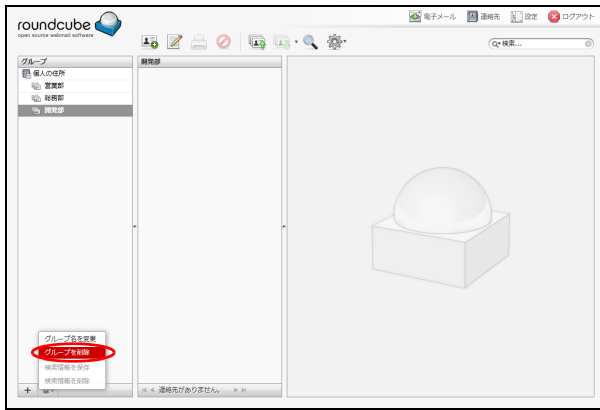 roundcube
open source webmail software
電子メール 連絡先 設定 ログアウト
検索...
グループ
個人の住所
営業部
総務部
開発部
開発部
グループ名を変更
グループを削除
検索情報を保存
検索情報を削除
連絡先がありません。